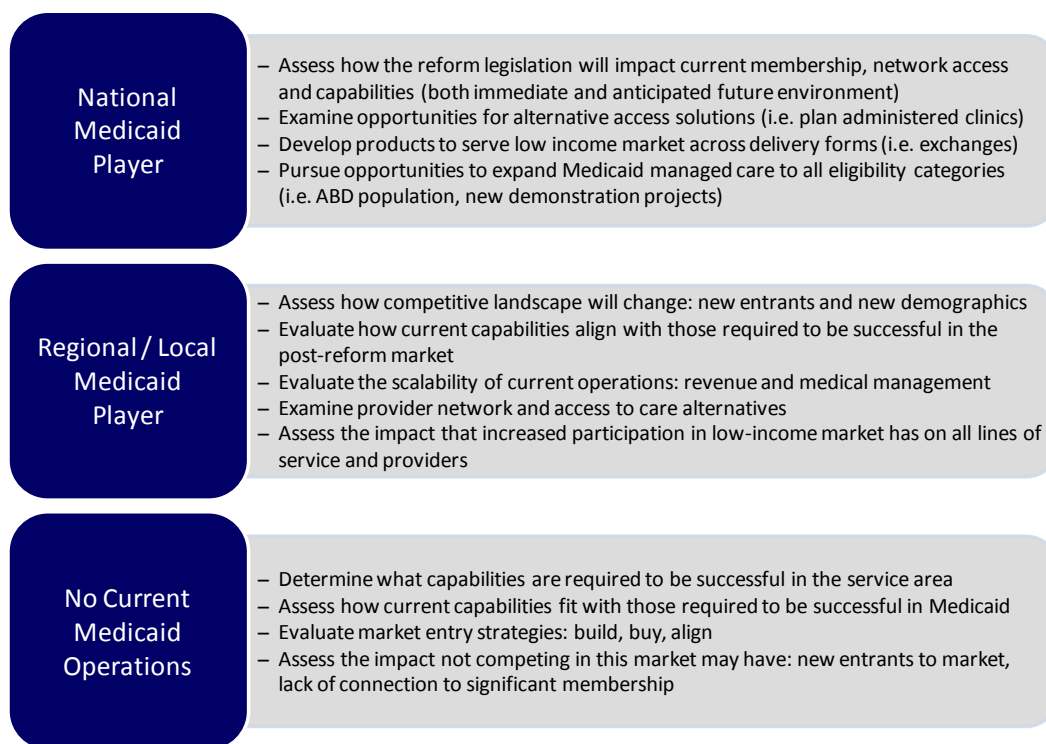 National
Medicaid
Player
– Assess how the reform legislation will impact current membership, network access
and capabilities (both immediate and anticipated future environment)
– Examine opportunities for alternative access solutions (i.e. plan administered clinics)
– Develop products to serve low income market across delivery forms (i.e. exchanges)
– Pursue opportunities to expand Medicaid managed care to all eligibility categories
(i.e. ABD population, new demonstration projects)
Regional / Local
Medicaid
Player
– Assess how competitive landscape will change: new entrants and new demographics
– Evaluate how current capabilities align with those required to be successful in the
post-reform market
– Evaluate the scalability of current operations: revenue and medical management
– Examine provider network and access to care alternatives
– Assess the impact that increased participation in low-income market has on all lines of
service and providers
No Current
Medicaid
Operations
– Determine what capabilities are required to be successful in the service area
– Assess how current capabilities fit with those required to be successful in Medicaid
– Evaluate market entry strategies: build, buy, align
– Assess the impact not competing in this market may have: new entrants to market,
lack of connection to significant membership